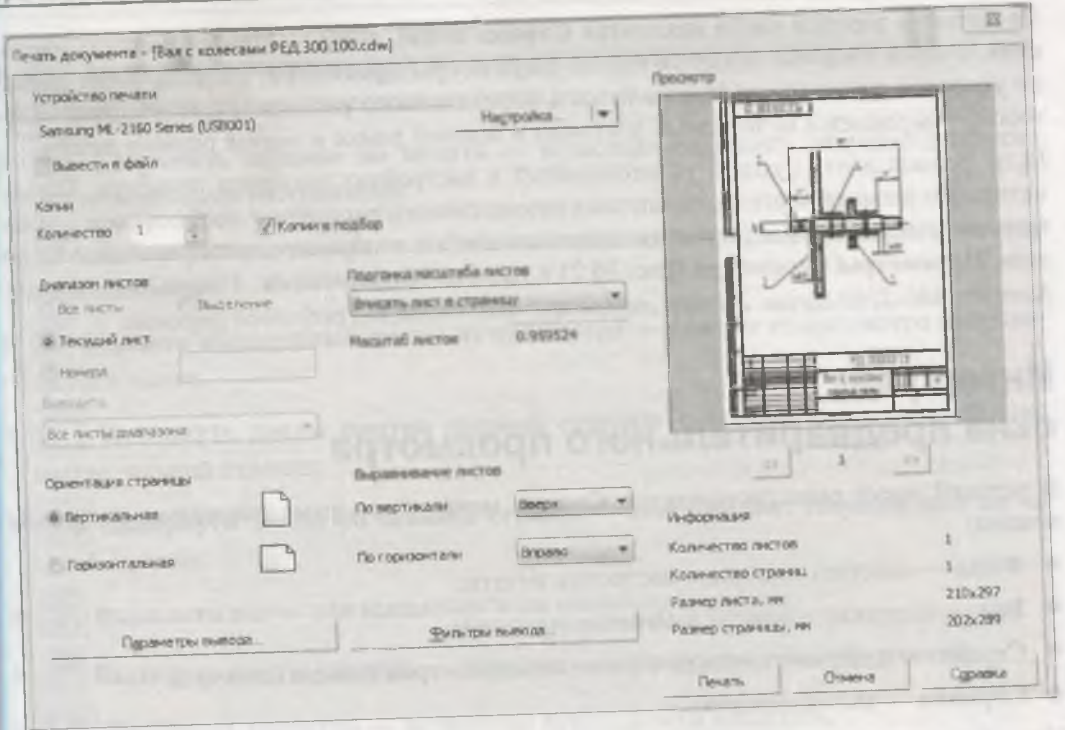 Печать документа - [Вал с колесами РЕД 300 100.cdw]
Устройство печати
Samsung ML-2160 Series (USB001)
Настройка...
Вывести в файл
Копии
Количество 1
Копии в подбор
Диапазон листов
Все листы
Выделение
Текущий лист
Номера
Выводить
Все листы диапазона
Подгонка масштаба листов
Вписать лист в страницу
Масштаб листов 0.959524
Ориентация страницы
Вертикальная
Горизонтальная
Выравнивание листов
По вертикали Вверх
По горизонтали Вправо
Параметры вывода...
Фильтры вывода...
Просмотр
1
Информация
Количество листов 1
Количество страниц 1
Размер листа, мм 210x297
Размер страницы, мм 202x289
Печать
Отмена
Справка
предварительного просмотра